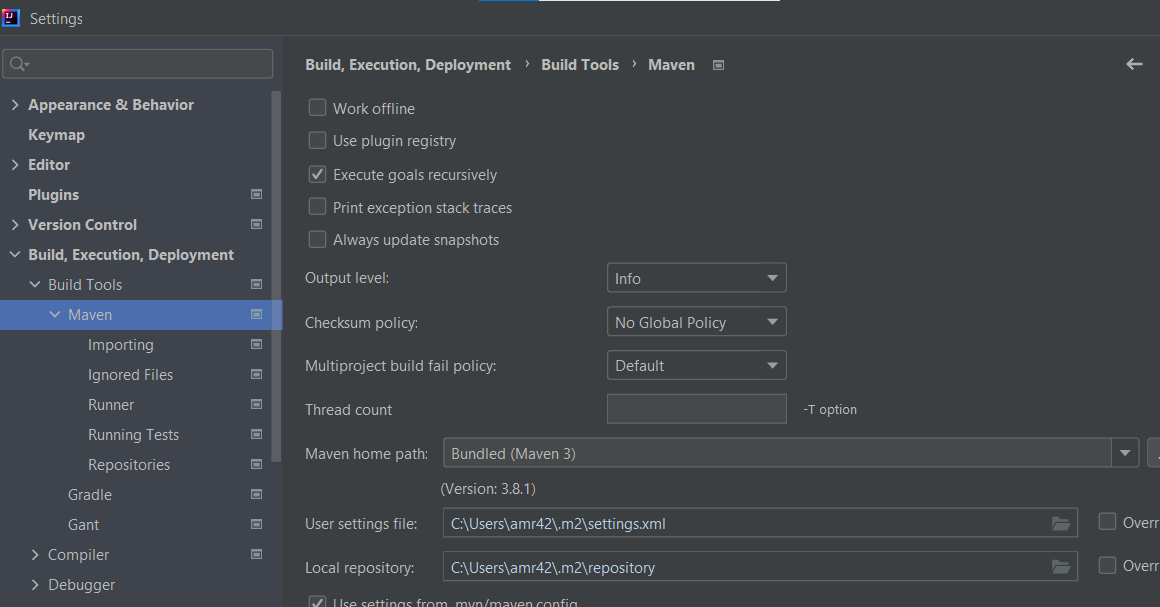 Settings
Build, Execution, Deployment › Build Tools › Maven
Appearance & Behavior
Keymap
Editor
Plugins
Version Control
Build, Execution, Deployment
Build Tools
Maven
Importing
Ignored Files
Runner
Running Tests
Repositories
Gradle
Gant
Compiler
Debugger
Work offline
Use plugin registry
Execute goals recursively
Print exception stack traces
Always update snapshots
Output level: Info
Checksum policy: No Global Policy
Multiproject build fail policy: Default
Thread count -T option
Maven home path: Bundled (Maven 3)
(Version: 3.8.1)
User settings file: C:\Users\amr42\.m2\settings.xml Overr
Local repository: C:\Users\amr42\.m2\repository Overr
Use settings from .mvn/maven.config